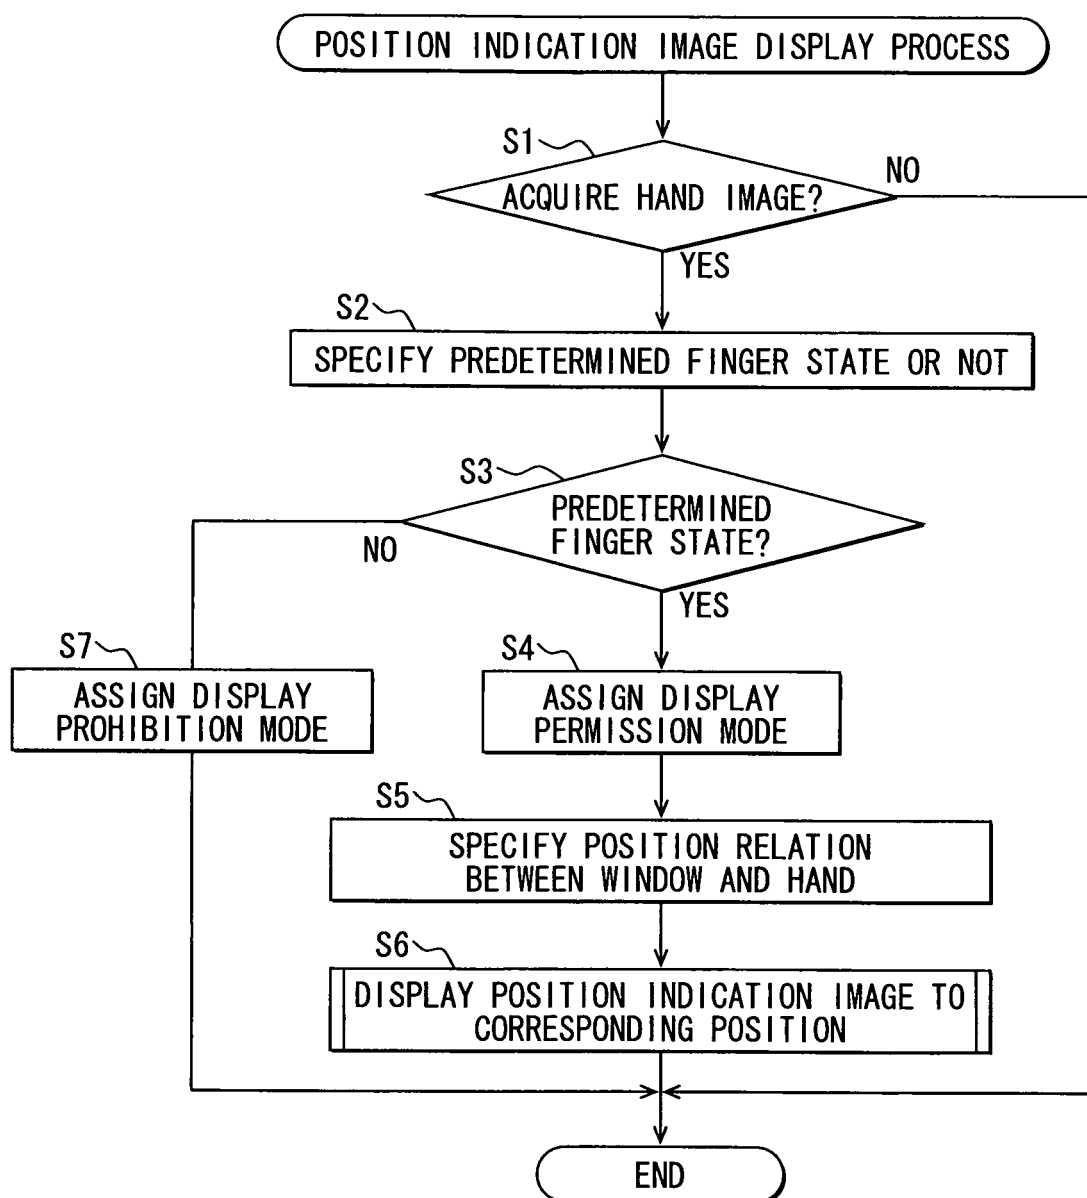 POSITION INDICATION IMAGE DISPLAY PROCESS
S1
ACQUIRE HAND IMAGE?
NO
YES
S2
SPECIFY PREDETERMINED FINGER STATE OR NOT
S3
PREDETERMINED
FINGER STATE?
NO
YES
S7
ASSIGN DISPLAY
PROHIBITION MODE
S4
ASSIGN DISPLAY
PERMISSION MODE
S5
SPECIFY POSITION RELATION
BETWEEN WINDOW AND HAND
S6
DISPLAY POSITION INDICATION IMAGE TO
CORRESPONDING POSITION
END